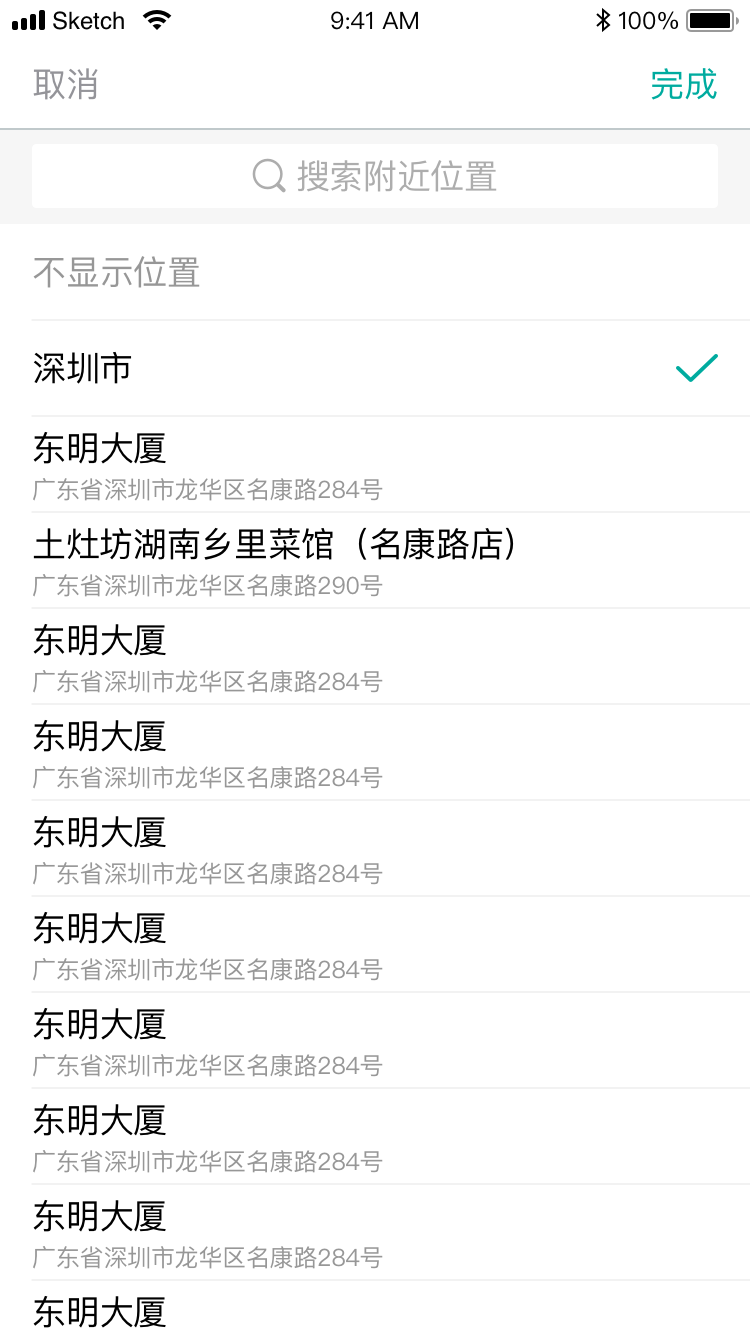 Sketch 9:41 AM 100%
取消 完成
搜索附近位置
不显示位置
深圳市
东明大厦
广东省深圳市龙华区名康路284号
土灶坊湖南乡里菜馆（名康路店）
广东省深圳市龙华区名康路290号
东明大厦
广东省深圳市龙华区名康路284号
东明大厦
广东省深圳市龙华区名康路284号
东明大厦
广东省深圳市龙华区名康路284号
东明大厦
广东省深圳市龙华区名康路284号
东明大厦
广东省深圳市龙华区名康路284号
东明大厦
广东省深圳市龙华区名康路284号
东明大厦
广东省深圳市龙华区名康路284号
东明大厦